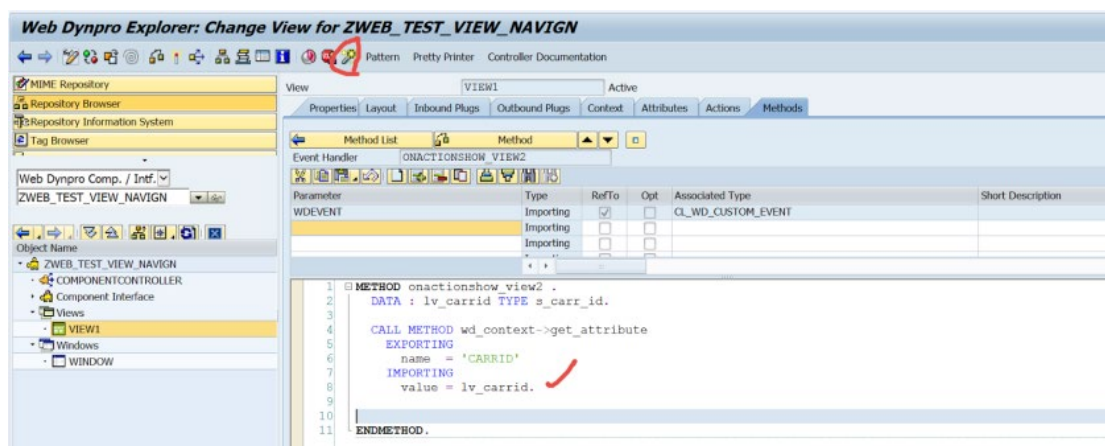 Web Dynpro Explorer: Change View for ZWEB_TEST_VIEW_NAVIGN
Pattern Pretty Printer Controller Documentation
MIME Repository
Repository Browser
Repository Information System
Tag Browser
Web Dynpro Comp. / Intf.
ZWEB_TEST_VIEW_NAVIGN
Object Name
ZWEB_TEST_VIEW_NAVIGN
COMPONENTCONTROLLER
Component Interface
Views
VIEW1
Windows
WINDOW
View VIEW1 Active
Properties Layout Inbound Plugs Outbound Plugs Context Attributes Actions Methods
Method List Method
Event Handler ONACTIONSHOW_VIEW2
Parameter Type RefTo Opt Associated Type Short Description
WDEVENT Importing CL_WD_CUSTOM_EVENT
Importing
Importing
1 METHOD onactionshow_view2 .
2 DATA : lv_carrid TYPE s_carr_id.
3
4 CALL METHOD wd_context->get_attribute
5 EXPORTING
6 name = 'CARRID'
7 IMPORTING
8 value = lv_carrid.
9
10
11 ENDMETHOD.